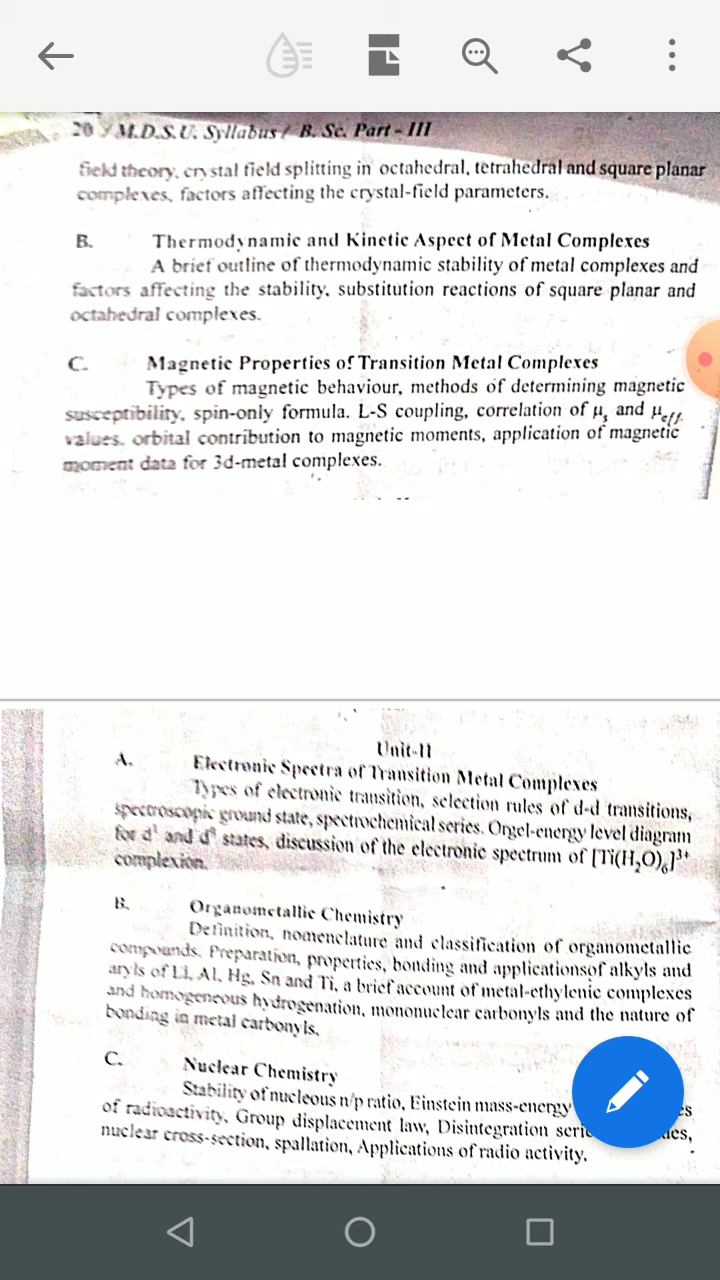 20 / M.D.S.U. Syllabus / B. Sc. Part - III
field theory, crystal field splitting in octahedral, tetrahedral and square planar
complexes, factors affecting the crystal-field parameters.
B. Thermodynamic and Kinetic Aspect of Metal Complexes
A brief outline of thermodynamic stability of metal complexes and
factors affecting the stability, substitution reactions of square planar and
octahedral complexes.
C. Magnetic Properties of Transition Metal Complexes
Types of magnetic behaviour, methods of determining magnetic
susceptibility, spin-only formula. L-S coupling, correlation of μs and μeff
values, orbital contribution to magnetic moments, application of magnetic
moment data for 3d-metal complexes.
Unit-II
A. Electronic Spectra of Transition Metal Complexes
Types of electronic transition, selection rules of d-d transitions,
spectroscopic ground state, spectrochemical series. Orgel-energy level diagram
for d¹ and d⁹ states, discussion of the electronic spectrum of [Ti(H₂O)₆]³⁺
complexion.
B. Organometallic Chemistry
Definition, nomenclature and classification of organometallic
compounds. Preparation, properties, bonding and applicationsof alkyls and
aryls of Li, Al, Hg, Sn and Ti, a brief account of metal-ethylenic complexes
and homogeneous hydrogenation, mononuclear carbonyls and the nature of
bonding in metal carbonyls.
C. Nuclear Chemistry
Stability of nucleous n/p ratio, Einstein mass-energy
of radioactivity, Group displacement law, Disintegration
nuclear cross-section, spallation, Applications of radio activity.